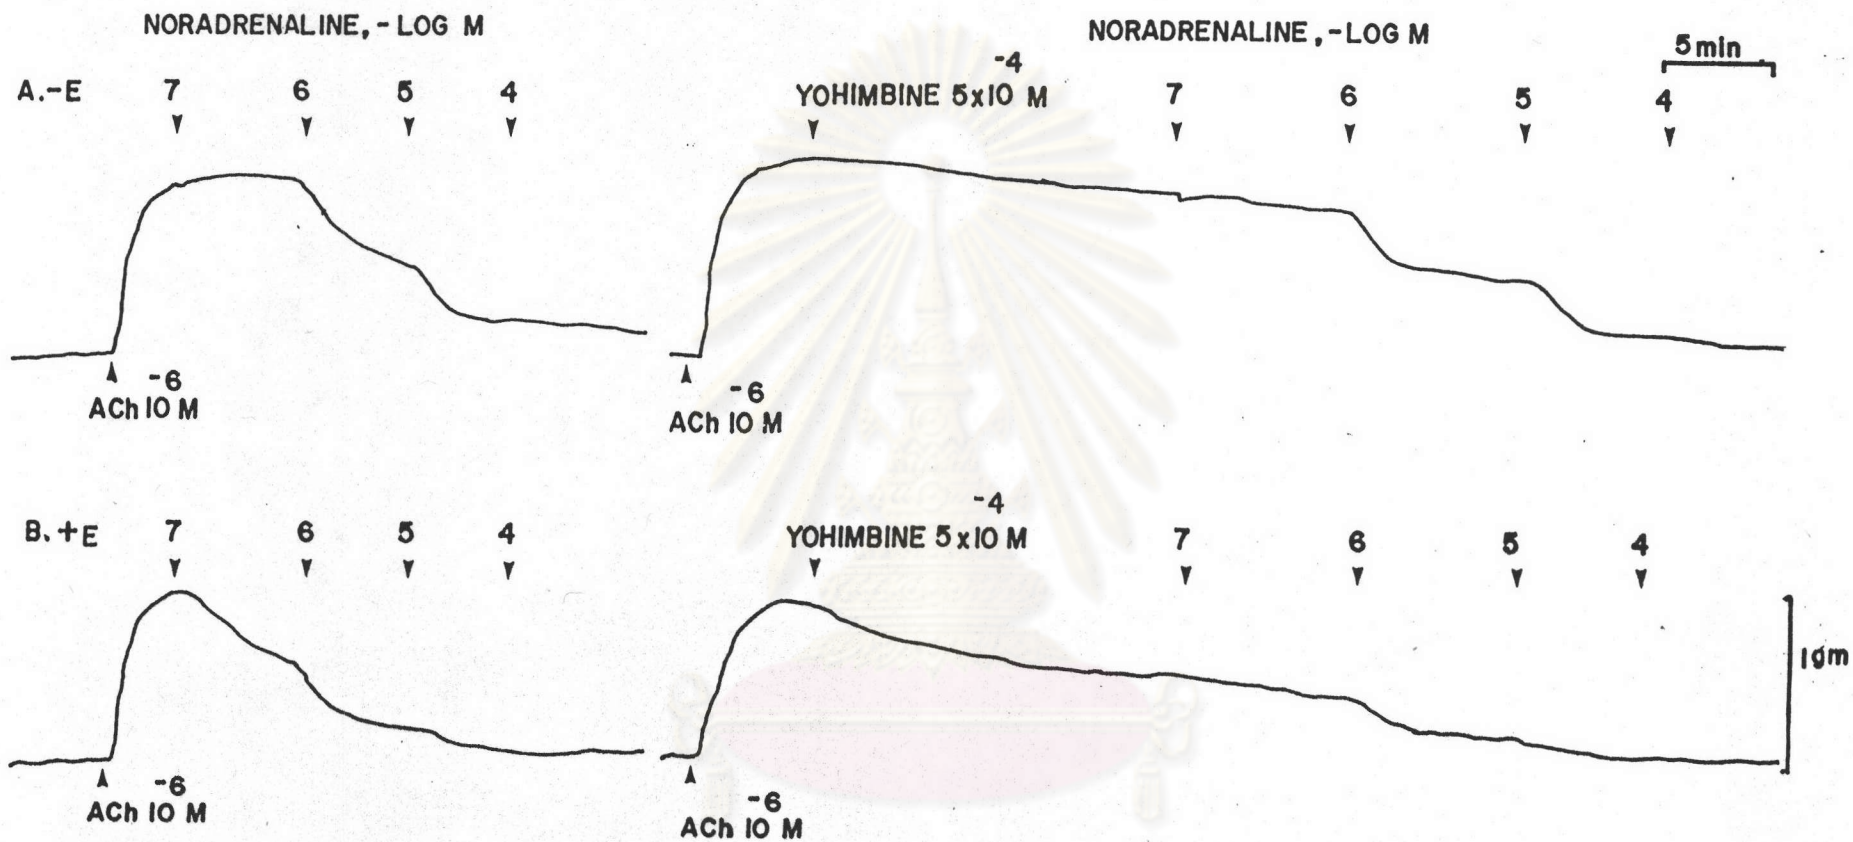 NORADRENALINE, - LOG M
NORADRENALINE, - LOG M
5 min
A. -E 7 6 5 4
-4
YOHIMBINE 5x10 M 7 6 5 4
-6
ACh 10 M
-6
ACh 10 M
B. +E 7 6 5 4
-4
YOHIMBINE 5x10 M 7 6 5 4
1gm
-6
ACh 10 M
-6
ACh 10 M